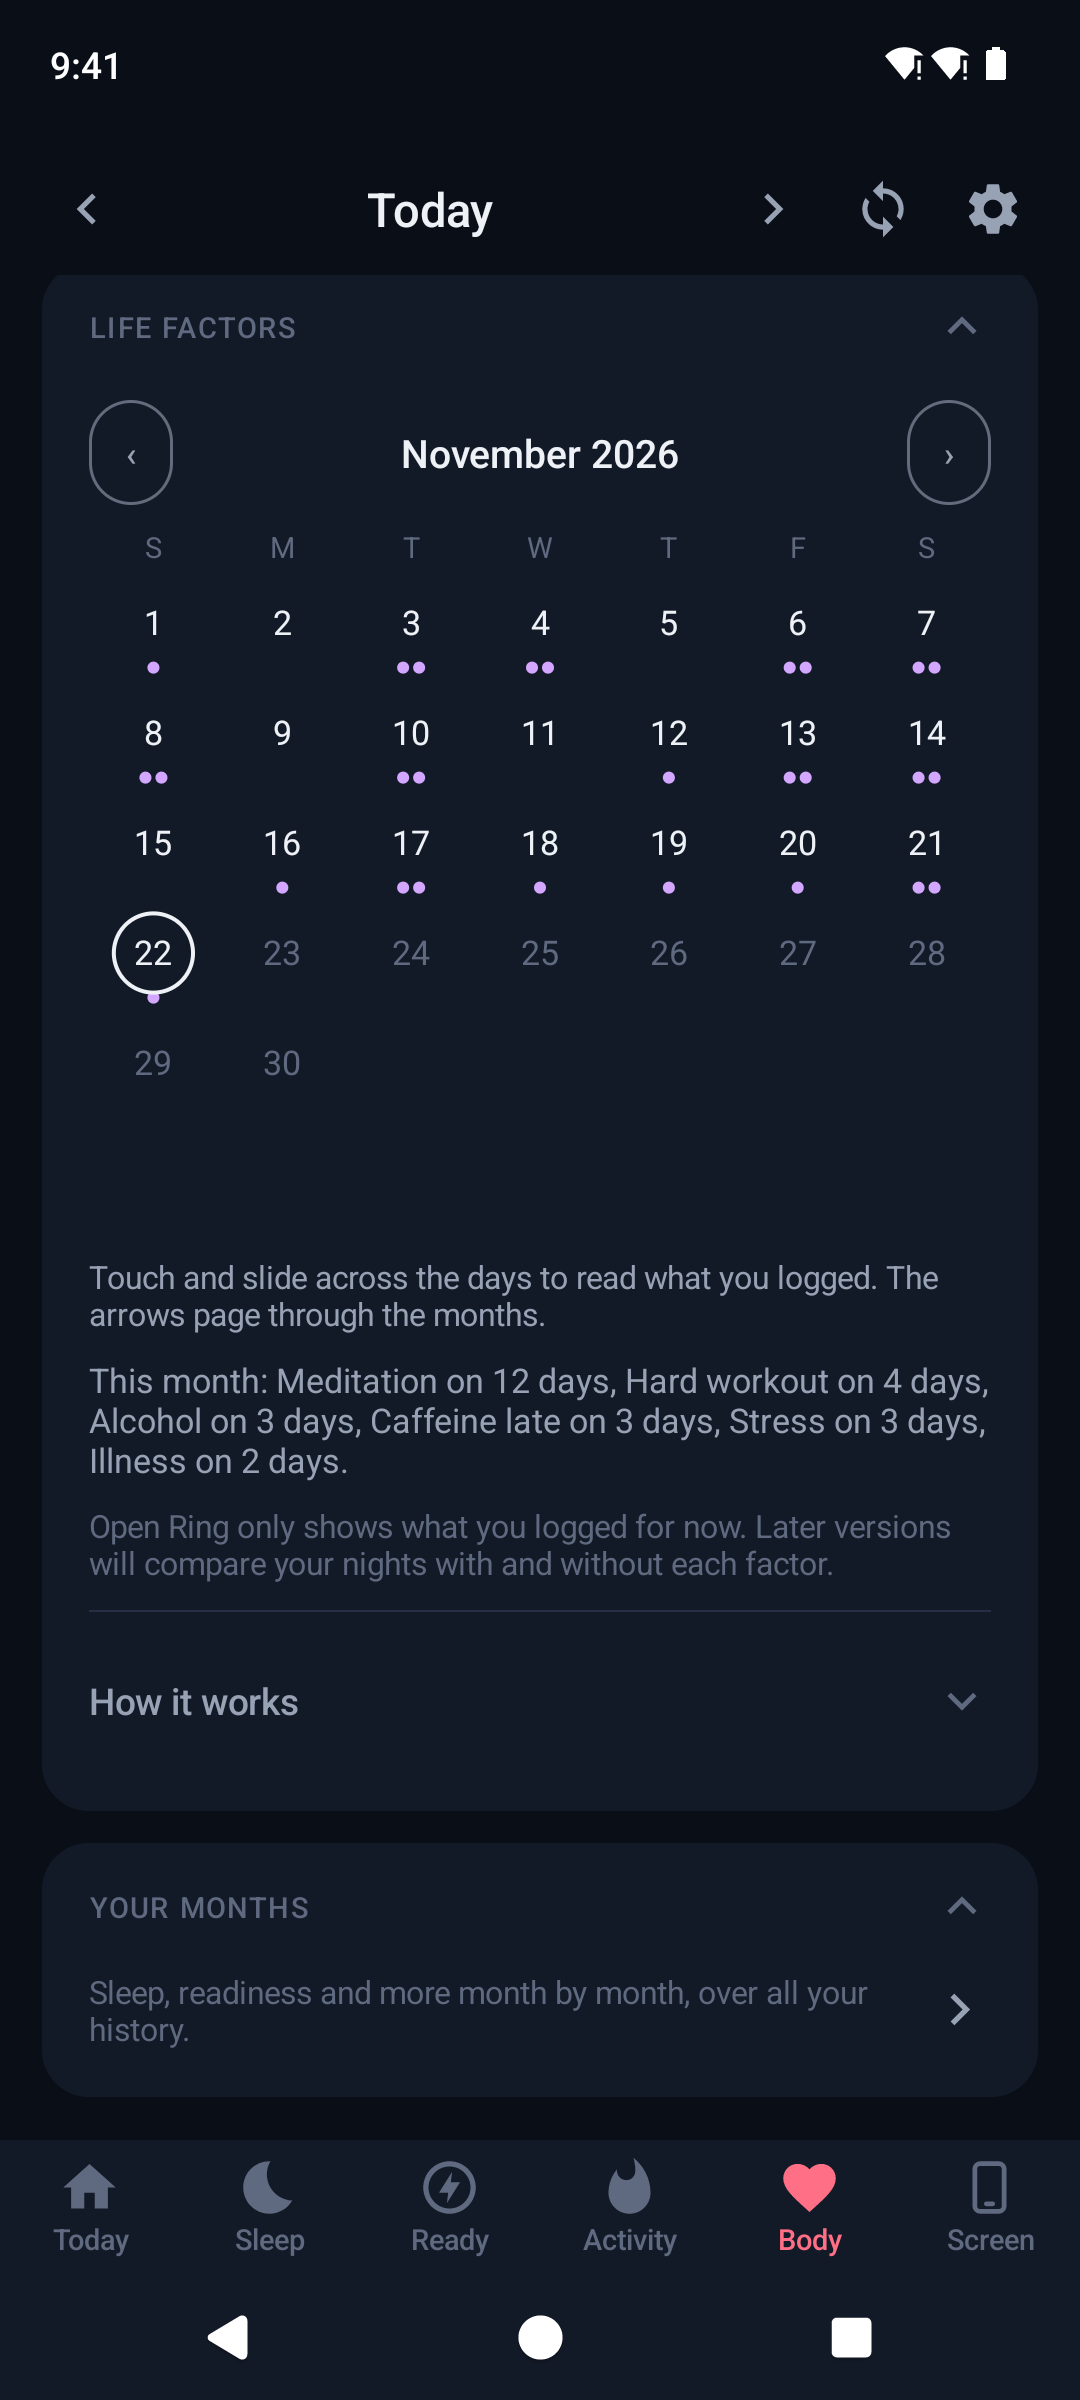 9:41
Today
LIFE FACTORS
‹ November 2026 ›
S M T W T F S
1 2 3 4 5 6 7
8 9 10 11 12 13 14
15 16 17 18 19 20 21
22 23 24 25 26 27 28
29 30
Touch and slide across the days to read what you logged. The
arrows page through the months.
This month: Meditation on 12 days, Hard workout on 4 days,
Alcohol on 3 days, Caffeine late on 3 days, Stress on 3 days,
Illness on 2 days.
Open Ring only shows what you logged for now. Later versions
will compare your nights with and without each factor.
How it works
YOUR MONTHS
Sleep, readiness and more month by month, over all your
history.
Today Sleep Ready Activity Body Screen